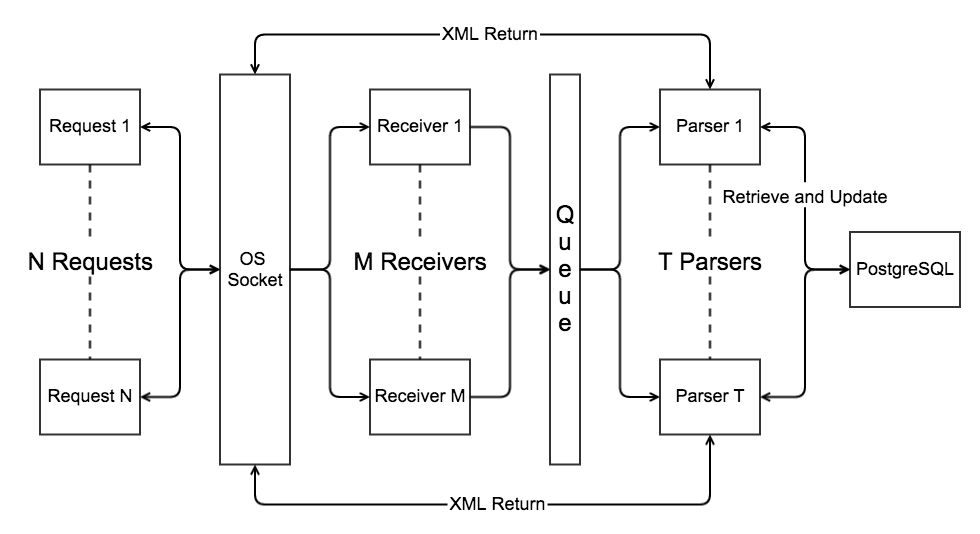 XML Return
Request 1
Receiver 1
Parser 1
Retrieve and Update
Q
u
e
u
e
N Requests
OS
Socket
M Receivers
T Parsers
PostgreSQL
Request N
Receiver M
Parser T
XML Return